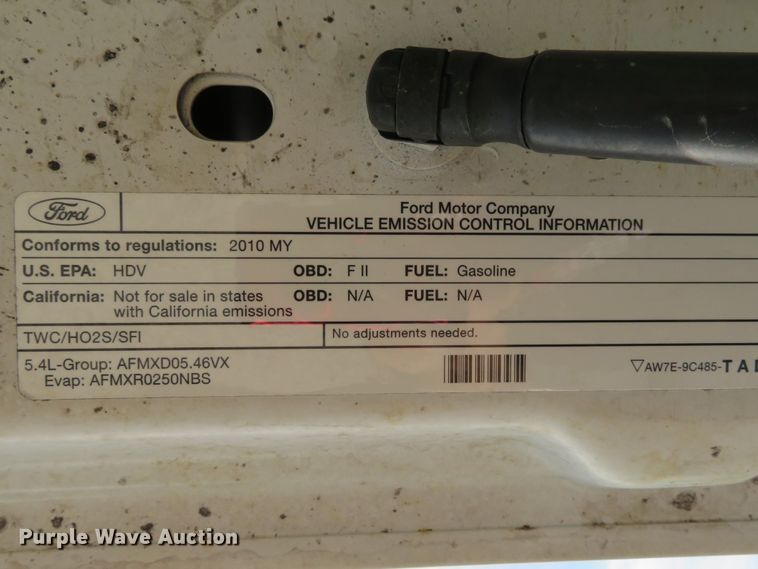 Ford
Ford Motor Company
VEHICLE EMISSION CONTROL INFORMATION
Conforms to regulations: 2010 MY
U.S. EPA: HDV OBD: F II FUEL: Gasoline
California: Not for sale in states OBD: N/A FUEL: N/A
with California emissions
TWC/HO2S/SFI No adjustments needed.
5.4L-Group: AFMXD05.46VX
Evap: AFMXR0250NBS
▽AW7E-9C485-TA
Purple Wave Auction